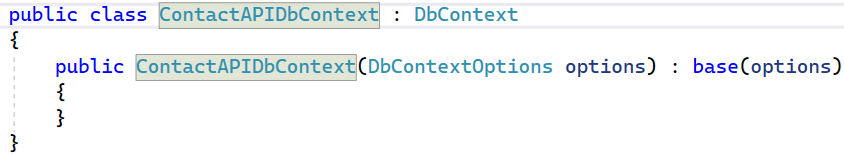 public class ContactAPIDbContext : DbContext
{
    public ContactAPIDbContext(DbContextOptions options) : base(options)
    {
    }
}